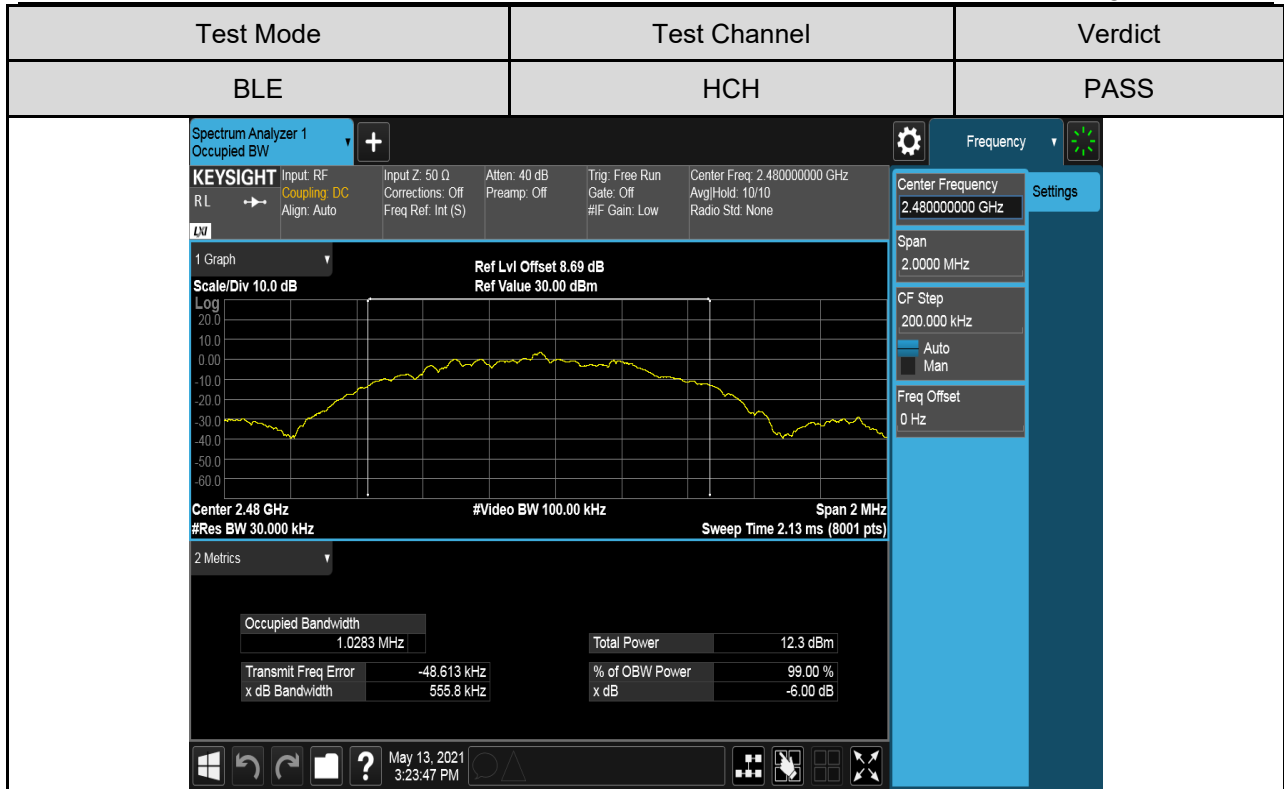 Test Mode Test Channel Verdict
BLE HCH PASS
Spectrum Analyzer 1
Occupied BW
+
Frequency
KEYSIGHT Input: RF Input Z: 50 Ω Atten: 40 dB Trig: Free Run Center Freq: 2.480000000 GHz
RL Coupling: DC Corrections: Off Preamp: Off Gate: Off Avg|Hold: 10/10
Align: Auto Freq Ref: Int (S) #IF Gain: Low Radio Std: None
LXI
Center Frequency
2.480000000 GHz
Settings
Span
2.0000 MHz
CF Step
200.000 kHz
Auto
Man
Freq Offset
0 Hz
1 Graph
Ref Lvl Offset 8.69 dB
Scale/Div 10.0 dB Ref Value 30.00 dBm
Log
20.0
10.0
0.00
-10.0
-20.0
-30.0
-40.0
-50.0
-60.0
Center 2.48 GHz #Video BW 100.00 kHz Span 2 MHz
#Res BW 30.000 kHz Sweep Time 2.13 ms (8001 pts)
2 Metrics
Occupied Bandwidth
1.0283 MHz Total Power 12.3 dBm
Transmit Freq Error -48.613 kHz % of OBW Power 99.00 %
x dB Bandwidth 555.8 kHz x dB -6.00 dB
? May 13, 2021
3:23:47 PM